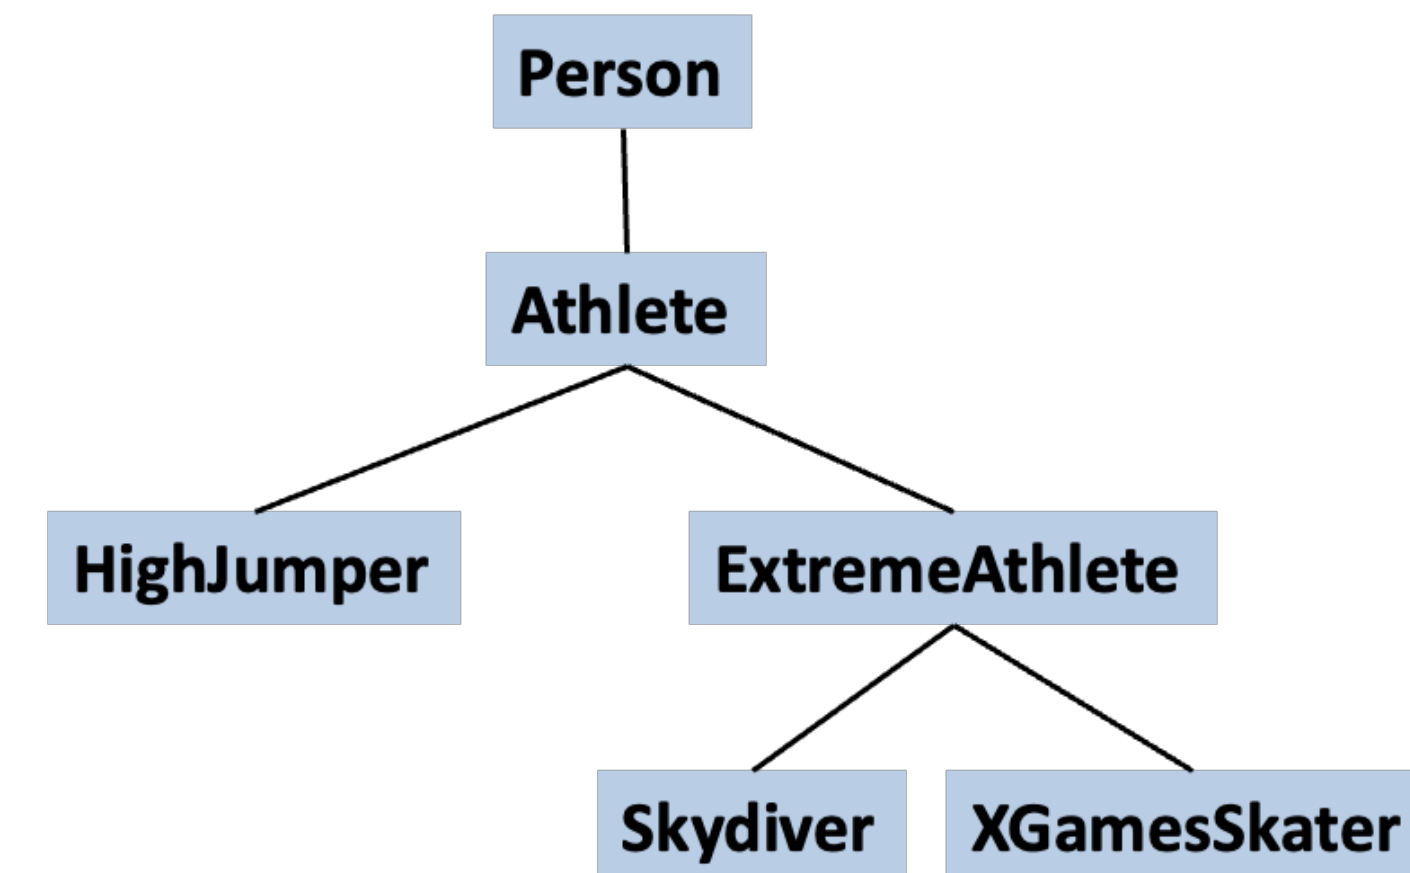 Person
Athlete
HighJumper
ExtremeAthlete
Skydiver
XGamesSkater